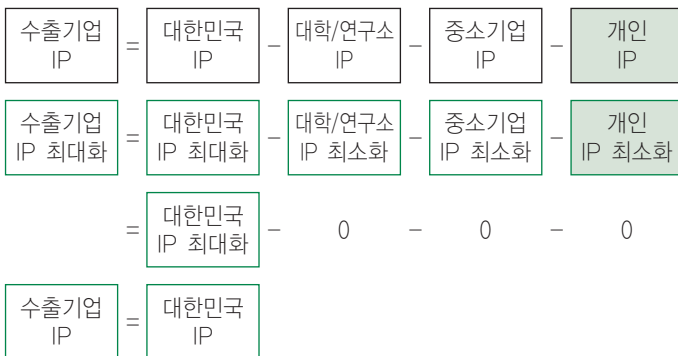 수출기업 IP = 대한민국 IP – 대학/연구소 IP – 중소기업 IP – 개인 IP
수출기업 IP 최대화 = 대한민국 IP 최대화 – 대학/연구소 IP 최소화 – 중소기업 IP 최소화 – 개인 IP 최소화
= 대한민국 IP 최대화 – 0 – 0 – 0
수출기업 IP = 대한민국 IP